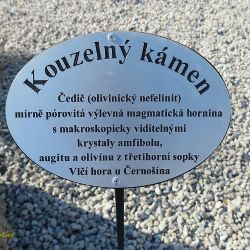 Kouzelný kámen
Čedič (olivinický nefelinit)
mírně pórovitá výlevná magmatická hornina
s makroskopicky viditelnými
krystaly amfibolu,
augitu a olivínu z třetihorní sopky
Vlčí hora u Černošína